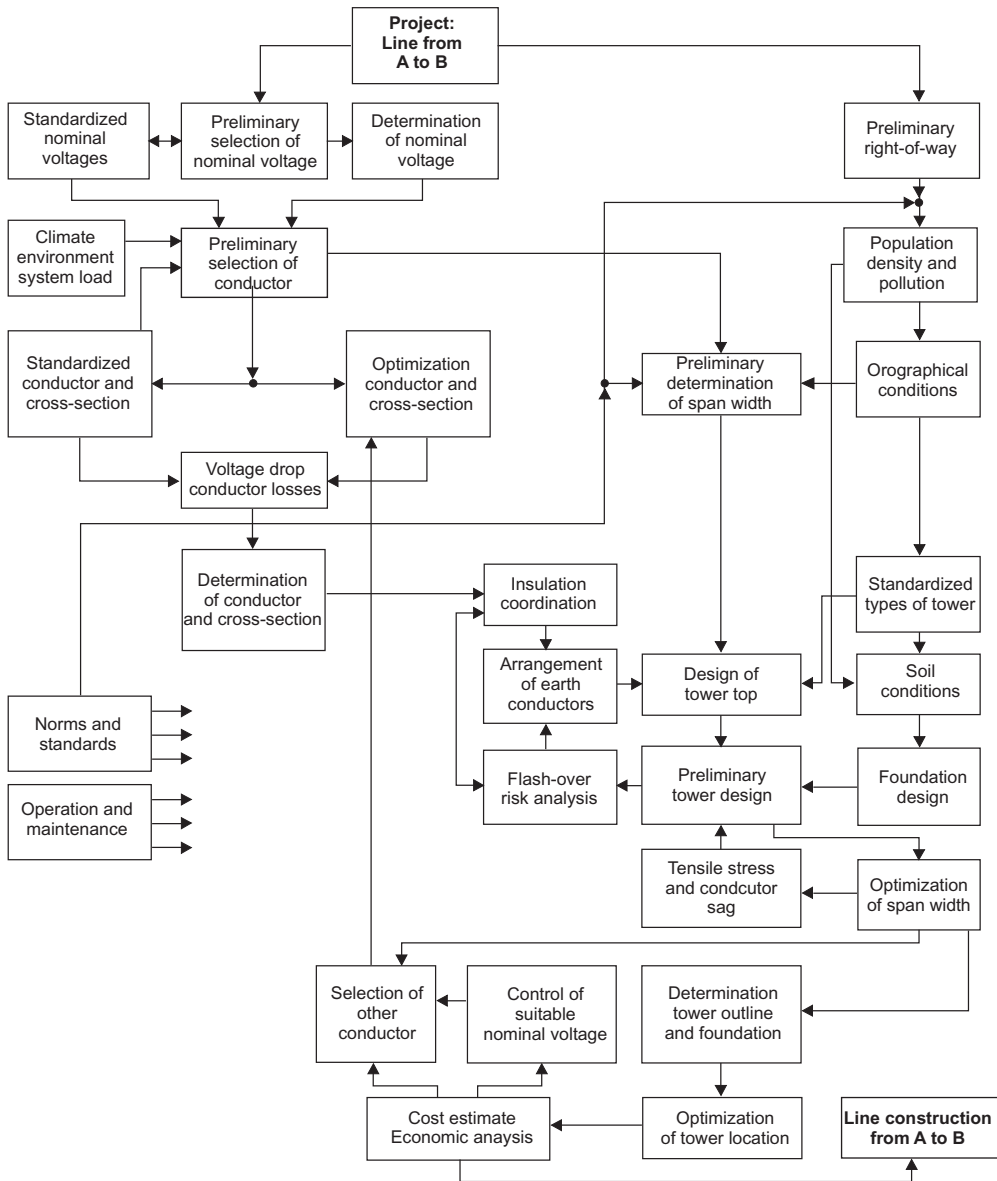 Project:
Line from
A to B
Standardized
nominal
voltages
Preliminary
selection of
nominal voltage
Determination
of nominal
voltage
Preliminary
right-of-way
Climate
environment
system load
Preliminary
selection of
conductor
Population
density and
pollution
Standardized
conductor and
cross-section
Optimization
conductor and
cross-section
Preliminary
determination
of span width
Orographical
conditions
Voltage drop
conductor losses
Determination
of conductor
and cross-section
Insulation
coordination
Standardized
types of tower
Arrangement
of earth
conductors
Design of
tower top
Soil
conditions
Norms and
standards
Flash-over
risk analysis
Preliminary
tower design
Foundation
design
Operation and
maintenance
Tensile stress
and condcutor
sag
Optimization
of span width
Selection of
other
conductor
Control of
suitable
nominal voltage
Determination
tower outline
and foundation
Cost estimate
Economic anaysis
Optimization
of tower location
Line construction
from A to B